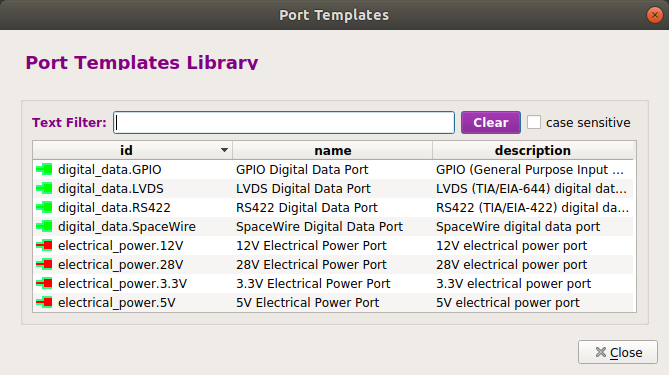 Port Templates
Port Templates Library
Text Filter: Clear case sensitive
id name description
digital_data.GPIO GPIO Digital Data Port GPIO (General Purpose Input ...
digital_data.LVDS LVDS Digital Data Port LVDS (TIA/EIA-644) digital dat...
digital_data.RS422 RS422 Digital Data Port RS422 (TIA/EIA-422) digital da...
digital_data.SpaceWire SpaceWire Digital Data Port SpaceWire digital data port
electrical_power.12V 12V Electrical Power Port 12V electrical power port
electrical_power.28V 28V Electrical Power Port 28V electrical power port
electrical_power.3.3V 3.3V Electrical Power Port 3.3V electrical power port
electrical_power.5V 5V Electrical Power Port 5V electrical power port
Close